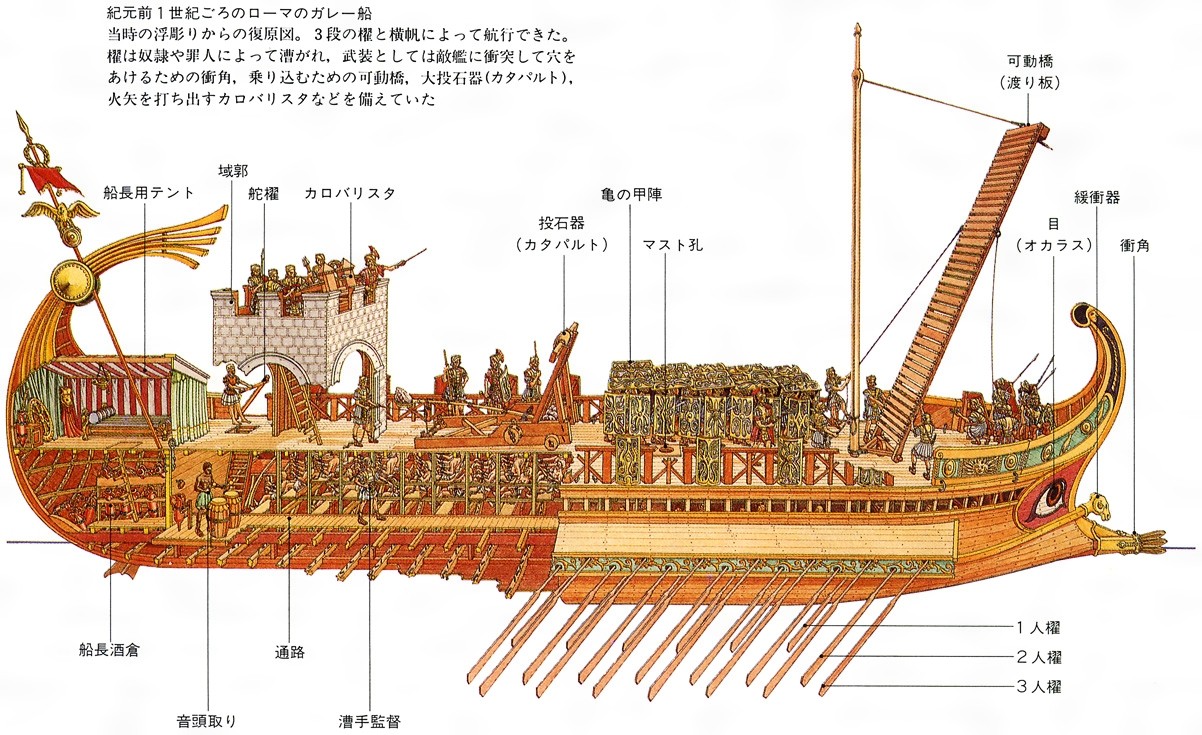 紀元前1世紀ごろのローマのガレー船
当時の浮彫りからの復原図。3段の櫂と横帆によって航行できた。
櫂は奴隷や罪人によって漕がれ，武装としては敵艦に衝突して穴を
あけるための衝角，乗り込むための可動橋，大投石器(カタパルト)，
火矢を打ち出すカロバリスタなどを備えていた
可動橋
(渡り板)
域郭
船長用テント
舵櫂
カロバリスタ
亀の甲陣
緩衝器
投石器
(カタパルト)
マスト孔
目
(オカラス)
衝角
1人櫂
2人櫂
3人櫂
船長酒倉
通路
音頭取り
漕手監督